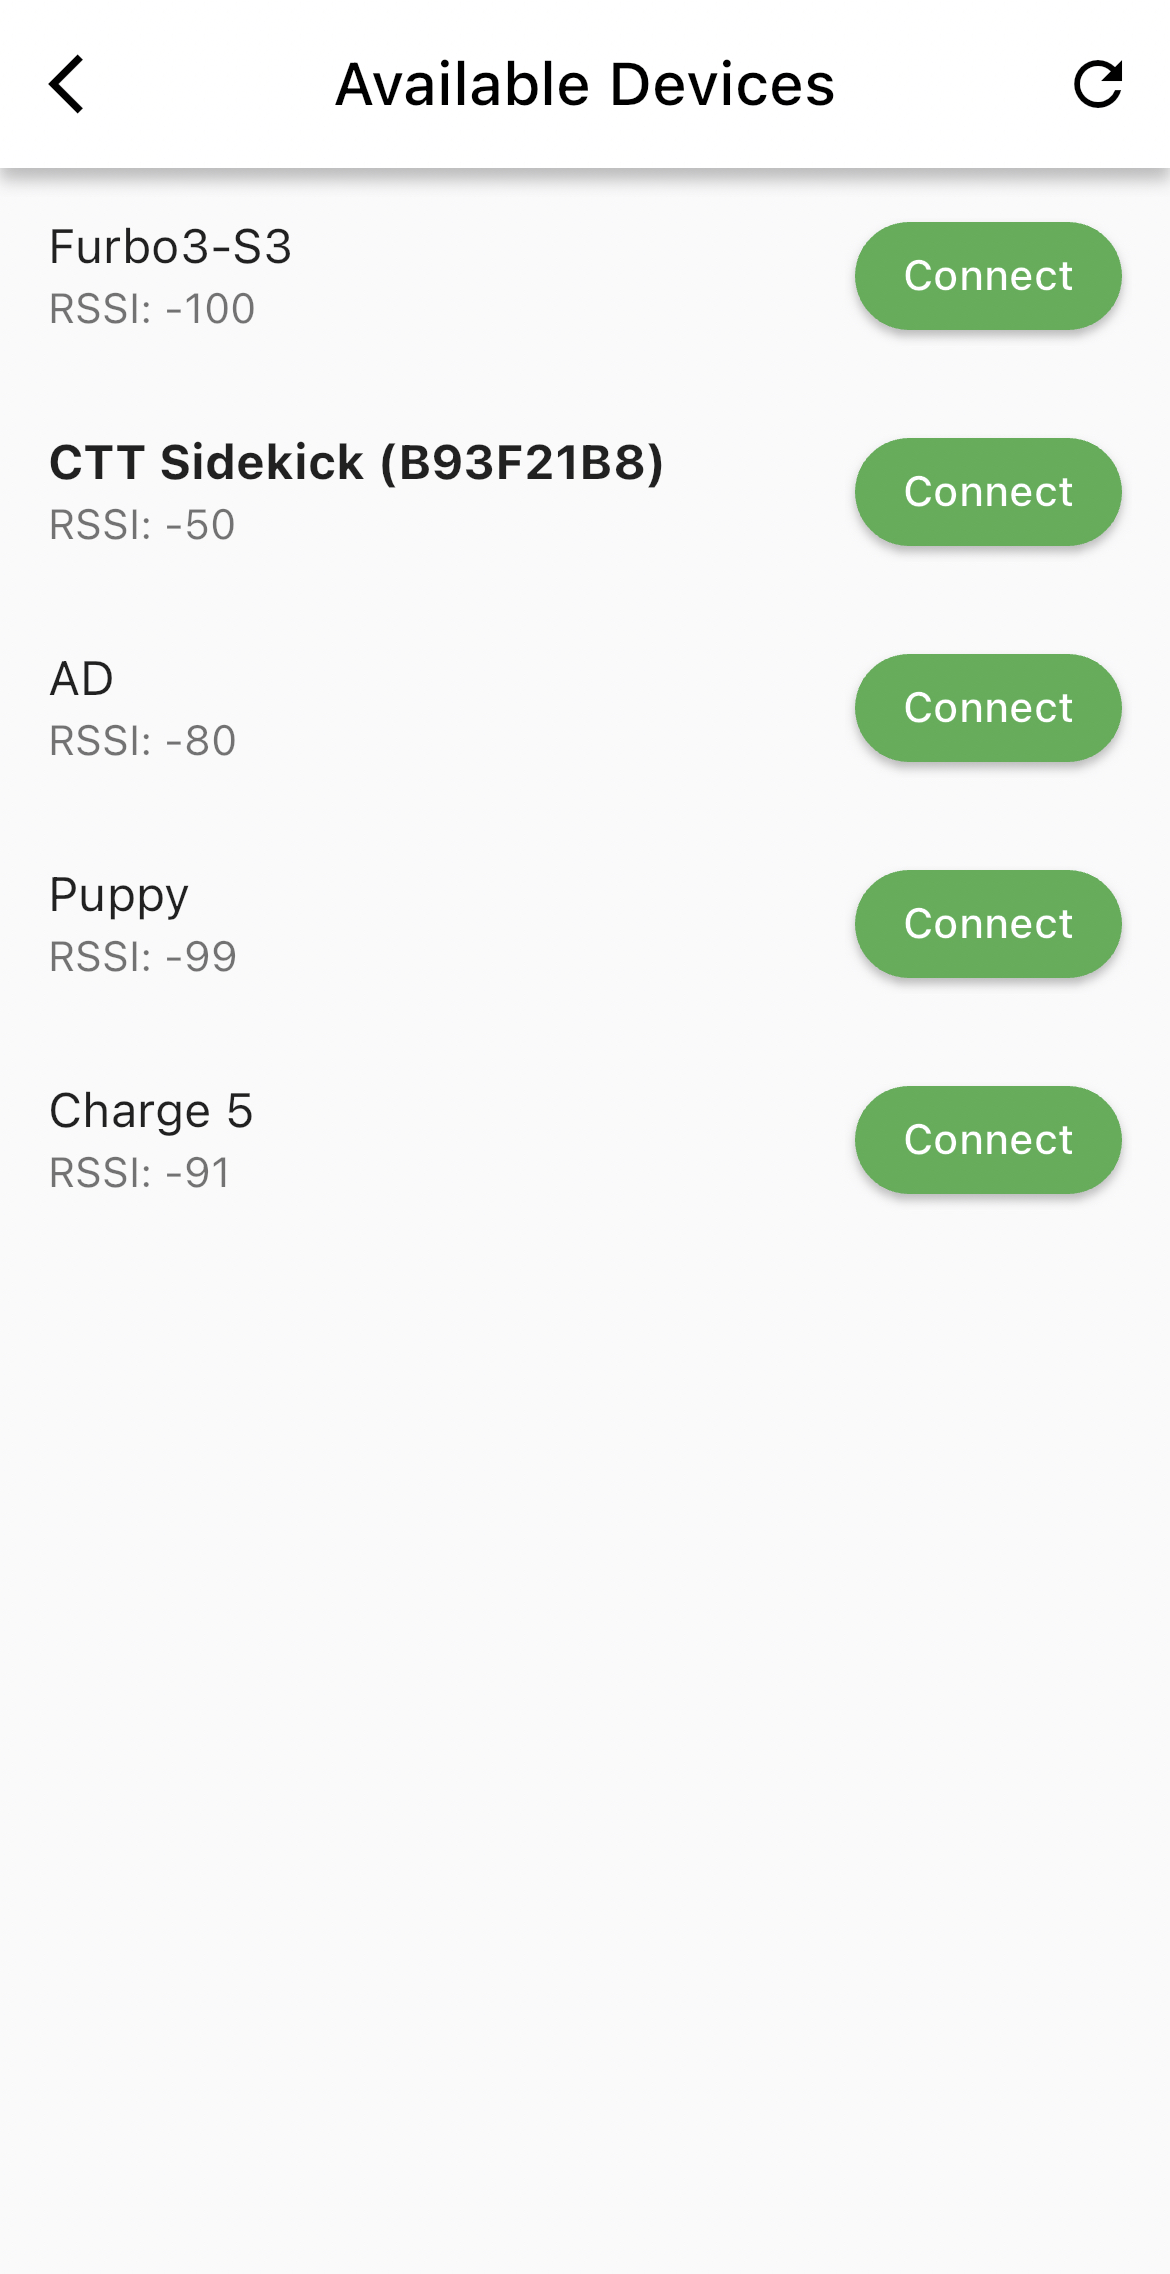 Available Devices
Furbo3-S3
Connect
RSSI: -100
CTT Sidekick (B93F21B8)
Connect
RSSI: -50
AD
Connect
RSSI: -80
Puppy
Connect
RSSI: -99
Charge 5
Connect
RSSI: -91